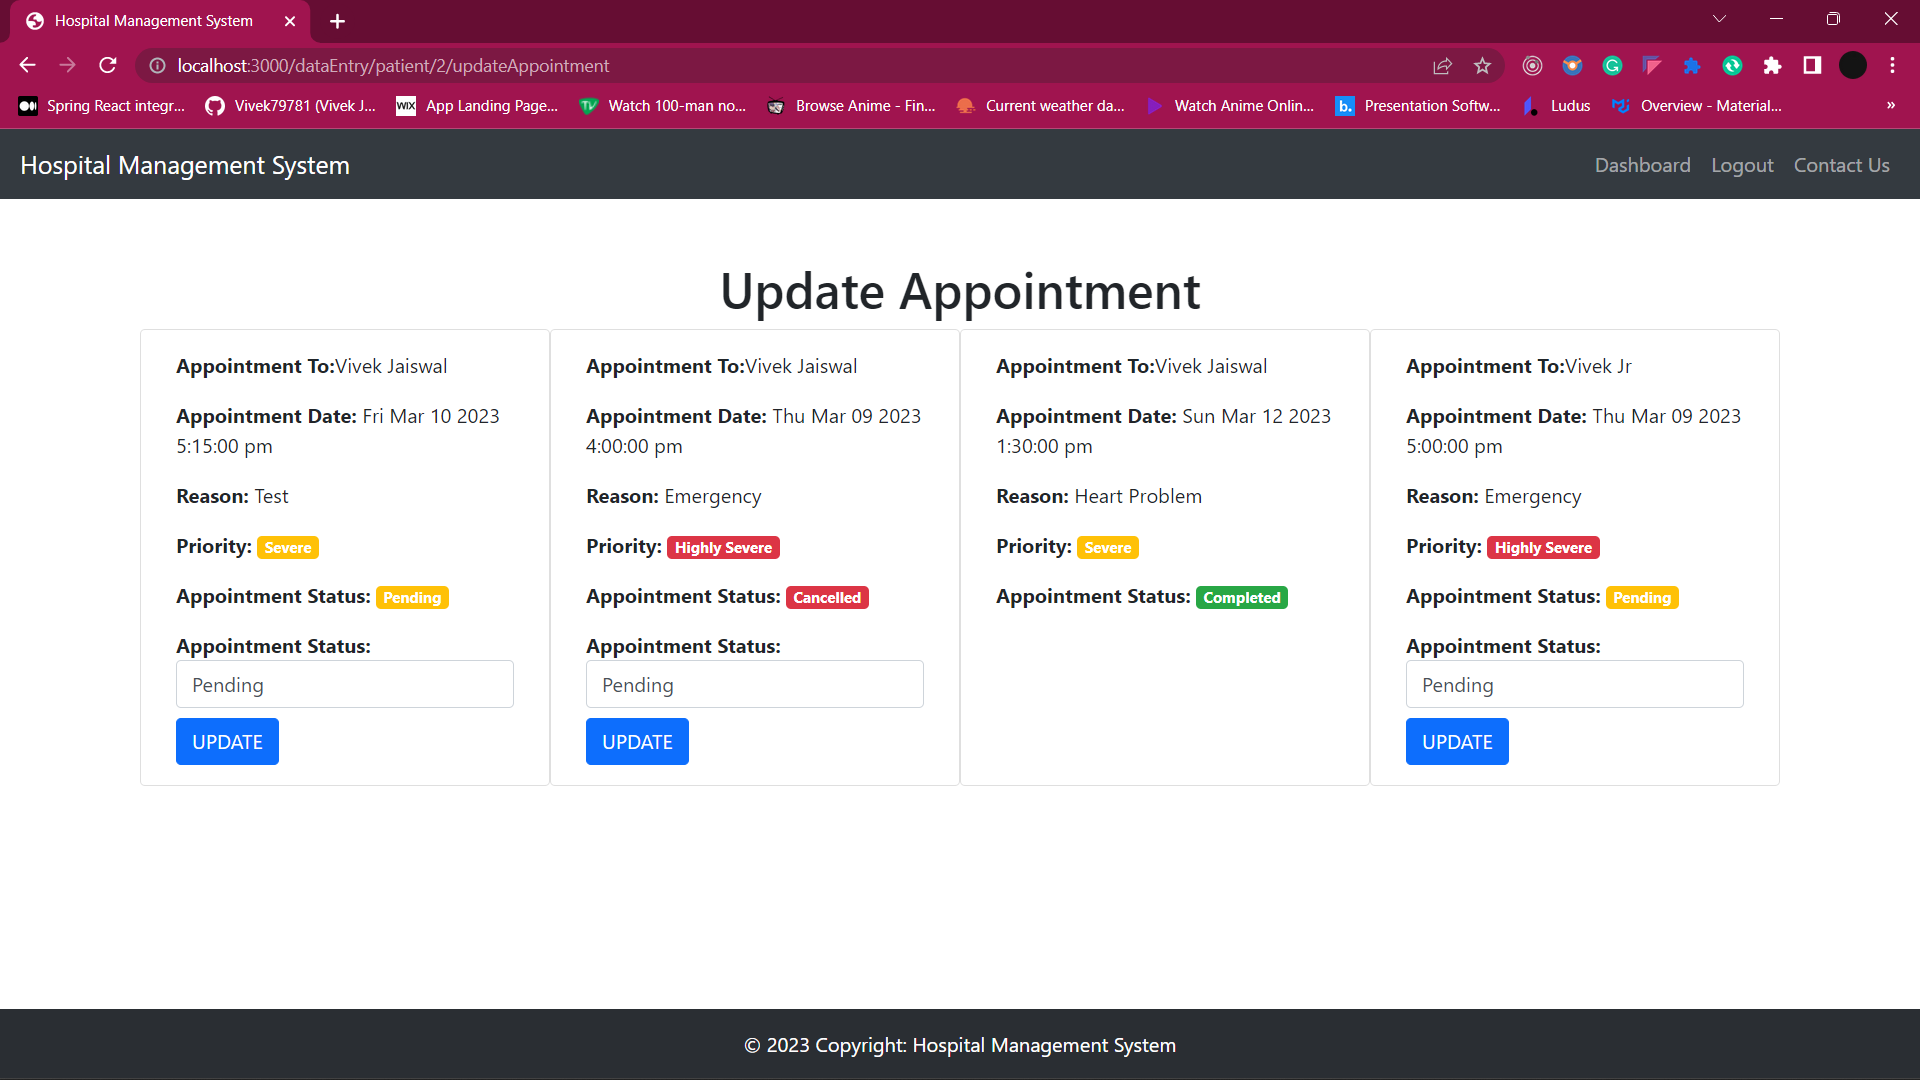 Hospital Management System
localhost:3000/dataEntry/patient/2/updateAppointment
Spring React integr...
Vivek79781 (Vivek J...
WIX
App Landing Page...
Watch 100-man no...
Browse Anime - Fin...
Current weather da...
Watch Anime Onlin...
b.
Presentation Softw...
Ludus
Overview - Material...
»
Hospital Management System
Dashboard
Logout
Contact Us
Update Appointment
Appointment To:Vivek Jaiswal
Appointment Date: Fri Mar 10 2023
5:15:00 pm
Reason: Test
Priority: Severe
Appointment Status: Pending
Appointment Status:
Pending
UPDATE
Appointment To:Vivek Jaiswal
Appointment Date: Thu Mar 09 2023
4:00:00 pm
Reason: Emergency
Priority: Highly Severe
Appointment Status: Cancelled
Appointment Status:
Pending
UPDATE
Appointment To:Vivek Jaiswal
Appointment Date: Sun Mar 12 2023
1:30:00 pm
Reason: Heart Problem
Priority: Severe
Appointment Status: Completed
Appointment To:Vivek Jr
Appointment Date: Thu Mar 09 2023
5:00:00 pm
Reason: Emergency
Priority: Highly Severe
Appointment Status: Pending
Appointment Status:
Pending
UPDATE
© 2023 Copyright: Hospital Management System